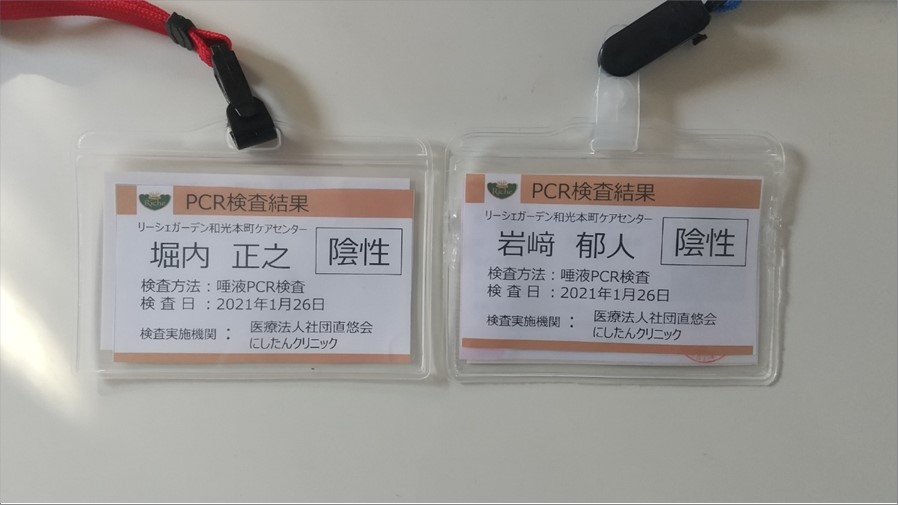 Riche
PCR検査結果
リーシェガーデン和光本町ケアセンター
堀内 正之
陰性
検査方法：唾液PCR検査
検 査 日 ：2021年1月26日
検査実施機関 ： 医療法人社団直悠会
にしたんクリニック
Riche
PCR検査結果
リーシェガーデン和光本町ケアセンター
岩﨑 郁人
陰性
検査方法：唾液PCR検査
検 査 日 ：2021年1月26日
検査実施機関 ： 医療法人社団直悠会
にしたんクリニック